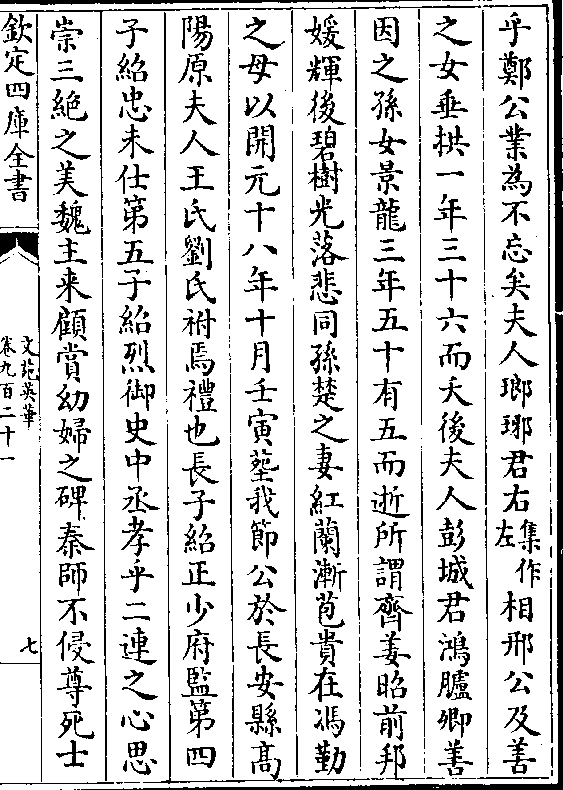 乎鄭公業為不忘矣夫人瑯琊君右集作左相邢公及善
之女垂拱一年三十六而夭後夫人彭城君鴻臚卿善
因之孫女景龍三年五十有五而逝所謂齊姜昭前邦
媛輝後碧樹光落悲同孫楚之妻紅蘭漸苞貴在馮勤
之母以開元十八年十月壬寅塟我節公於長安縣髙
陽原夫人王氏劉氏祔焉禮也長子紹正少府監第四
子紹忠未仕第五子紹烈御史中丞孝乎二連之心思
崇三絶之美魏主来顧賞幼婦之碑秦師不侵尊死士
欽定四庫全書
文苑英華
卷九百二十一
七